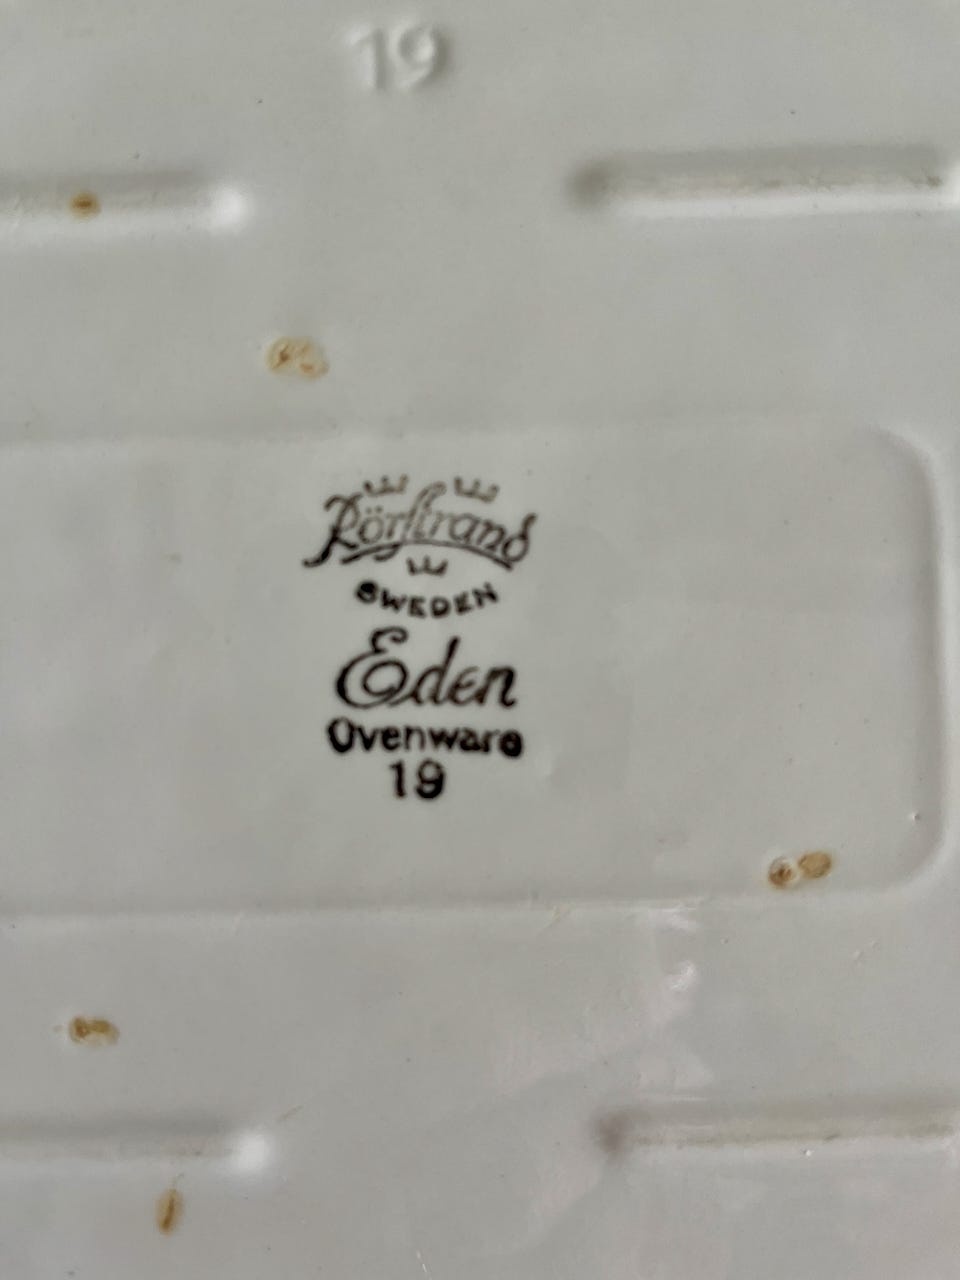 19
Rörstrand
SWEDEN
Eden
Ovenware
19